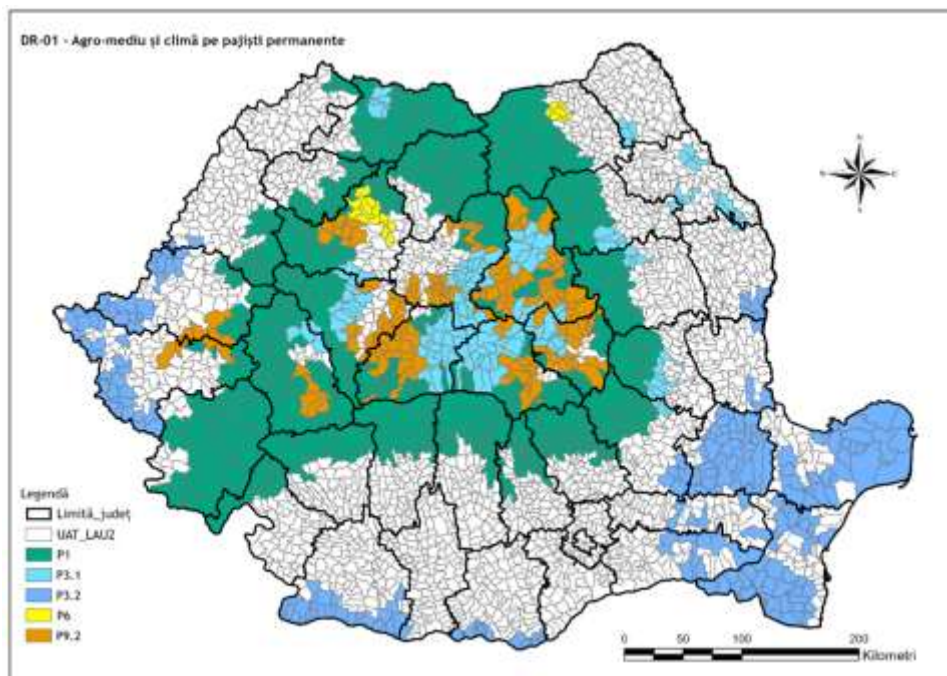 DR-01 - Agro-mediu și climă pe pajiști permanente
N
Legendă
Limită_județ
UAT_LAU2
P1
P3.1
P3.2
P6
P9.2
0 50 100 200
Kilometri